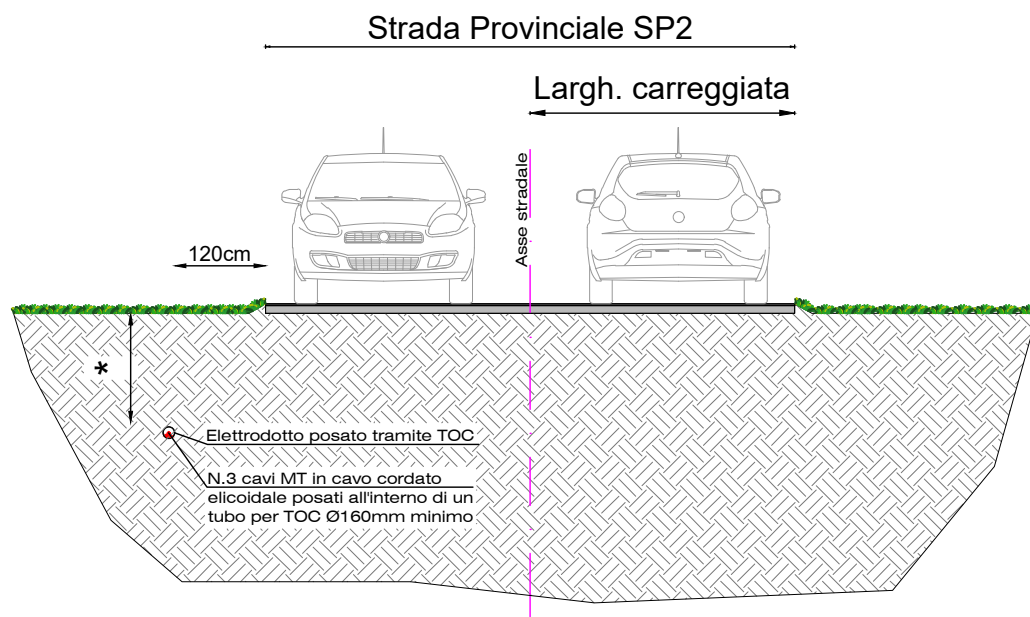 Strada Provinciale SP2
Largh. carreggiata
Asse stradale
120cm
*
Elettrodotto posato tramite TOC
N.3 cavi MT in cavo cordato
elicoidale posati all'interno di un
tubo per TOC Ø160mm minimo